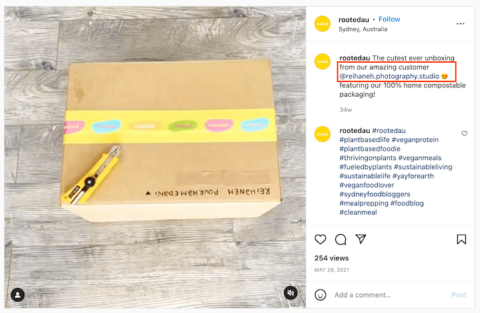 rootedau • Follow
Sydney, Australia
rootedau The cutest ever unboxing
from our amazing customer
@reihaneh.photography.studio
featuring our 100% home compostable
packaging!
34w
rootedau #rootedau
#plantbasedlife #veganprotein
#plantbasedfoodie
#thrivingonplants #veganmeals
#fueledbyplants #sustainableliving
#sustainablelife #yayforearth
#veganfoodlover
#sydneyfoodbloggers
#mealprepping #foodblog
#cleanmeal
REIHANEH POURHAMEDANI
254 views
MAY 29, 2021
Add a comment...
Post